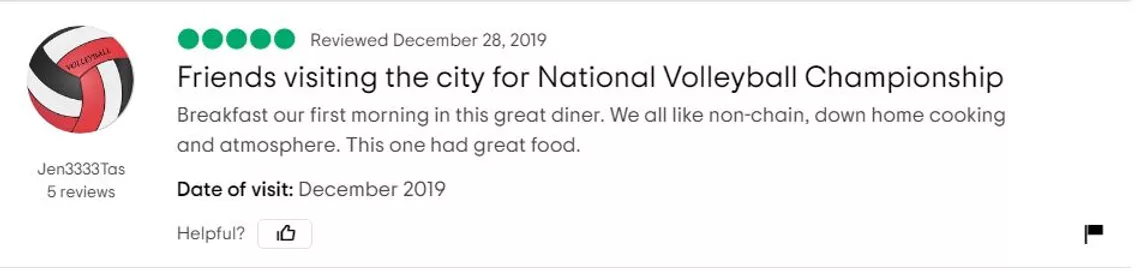 VOLLEYBALL
Reviewed December 28, 2019
Friends visiting the city for National Volleyball Championship
Breakfast our first morning in this great diner. We all like non-chain, down home cooking
and atmosphere. This one had great food.
Jen3333Tas
5 reviews
Date of visit: December 2019
Helpful?